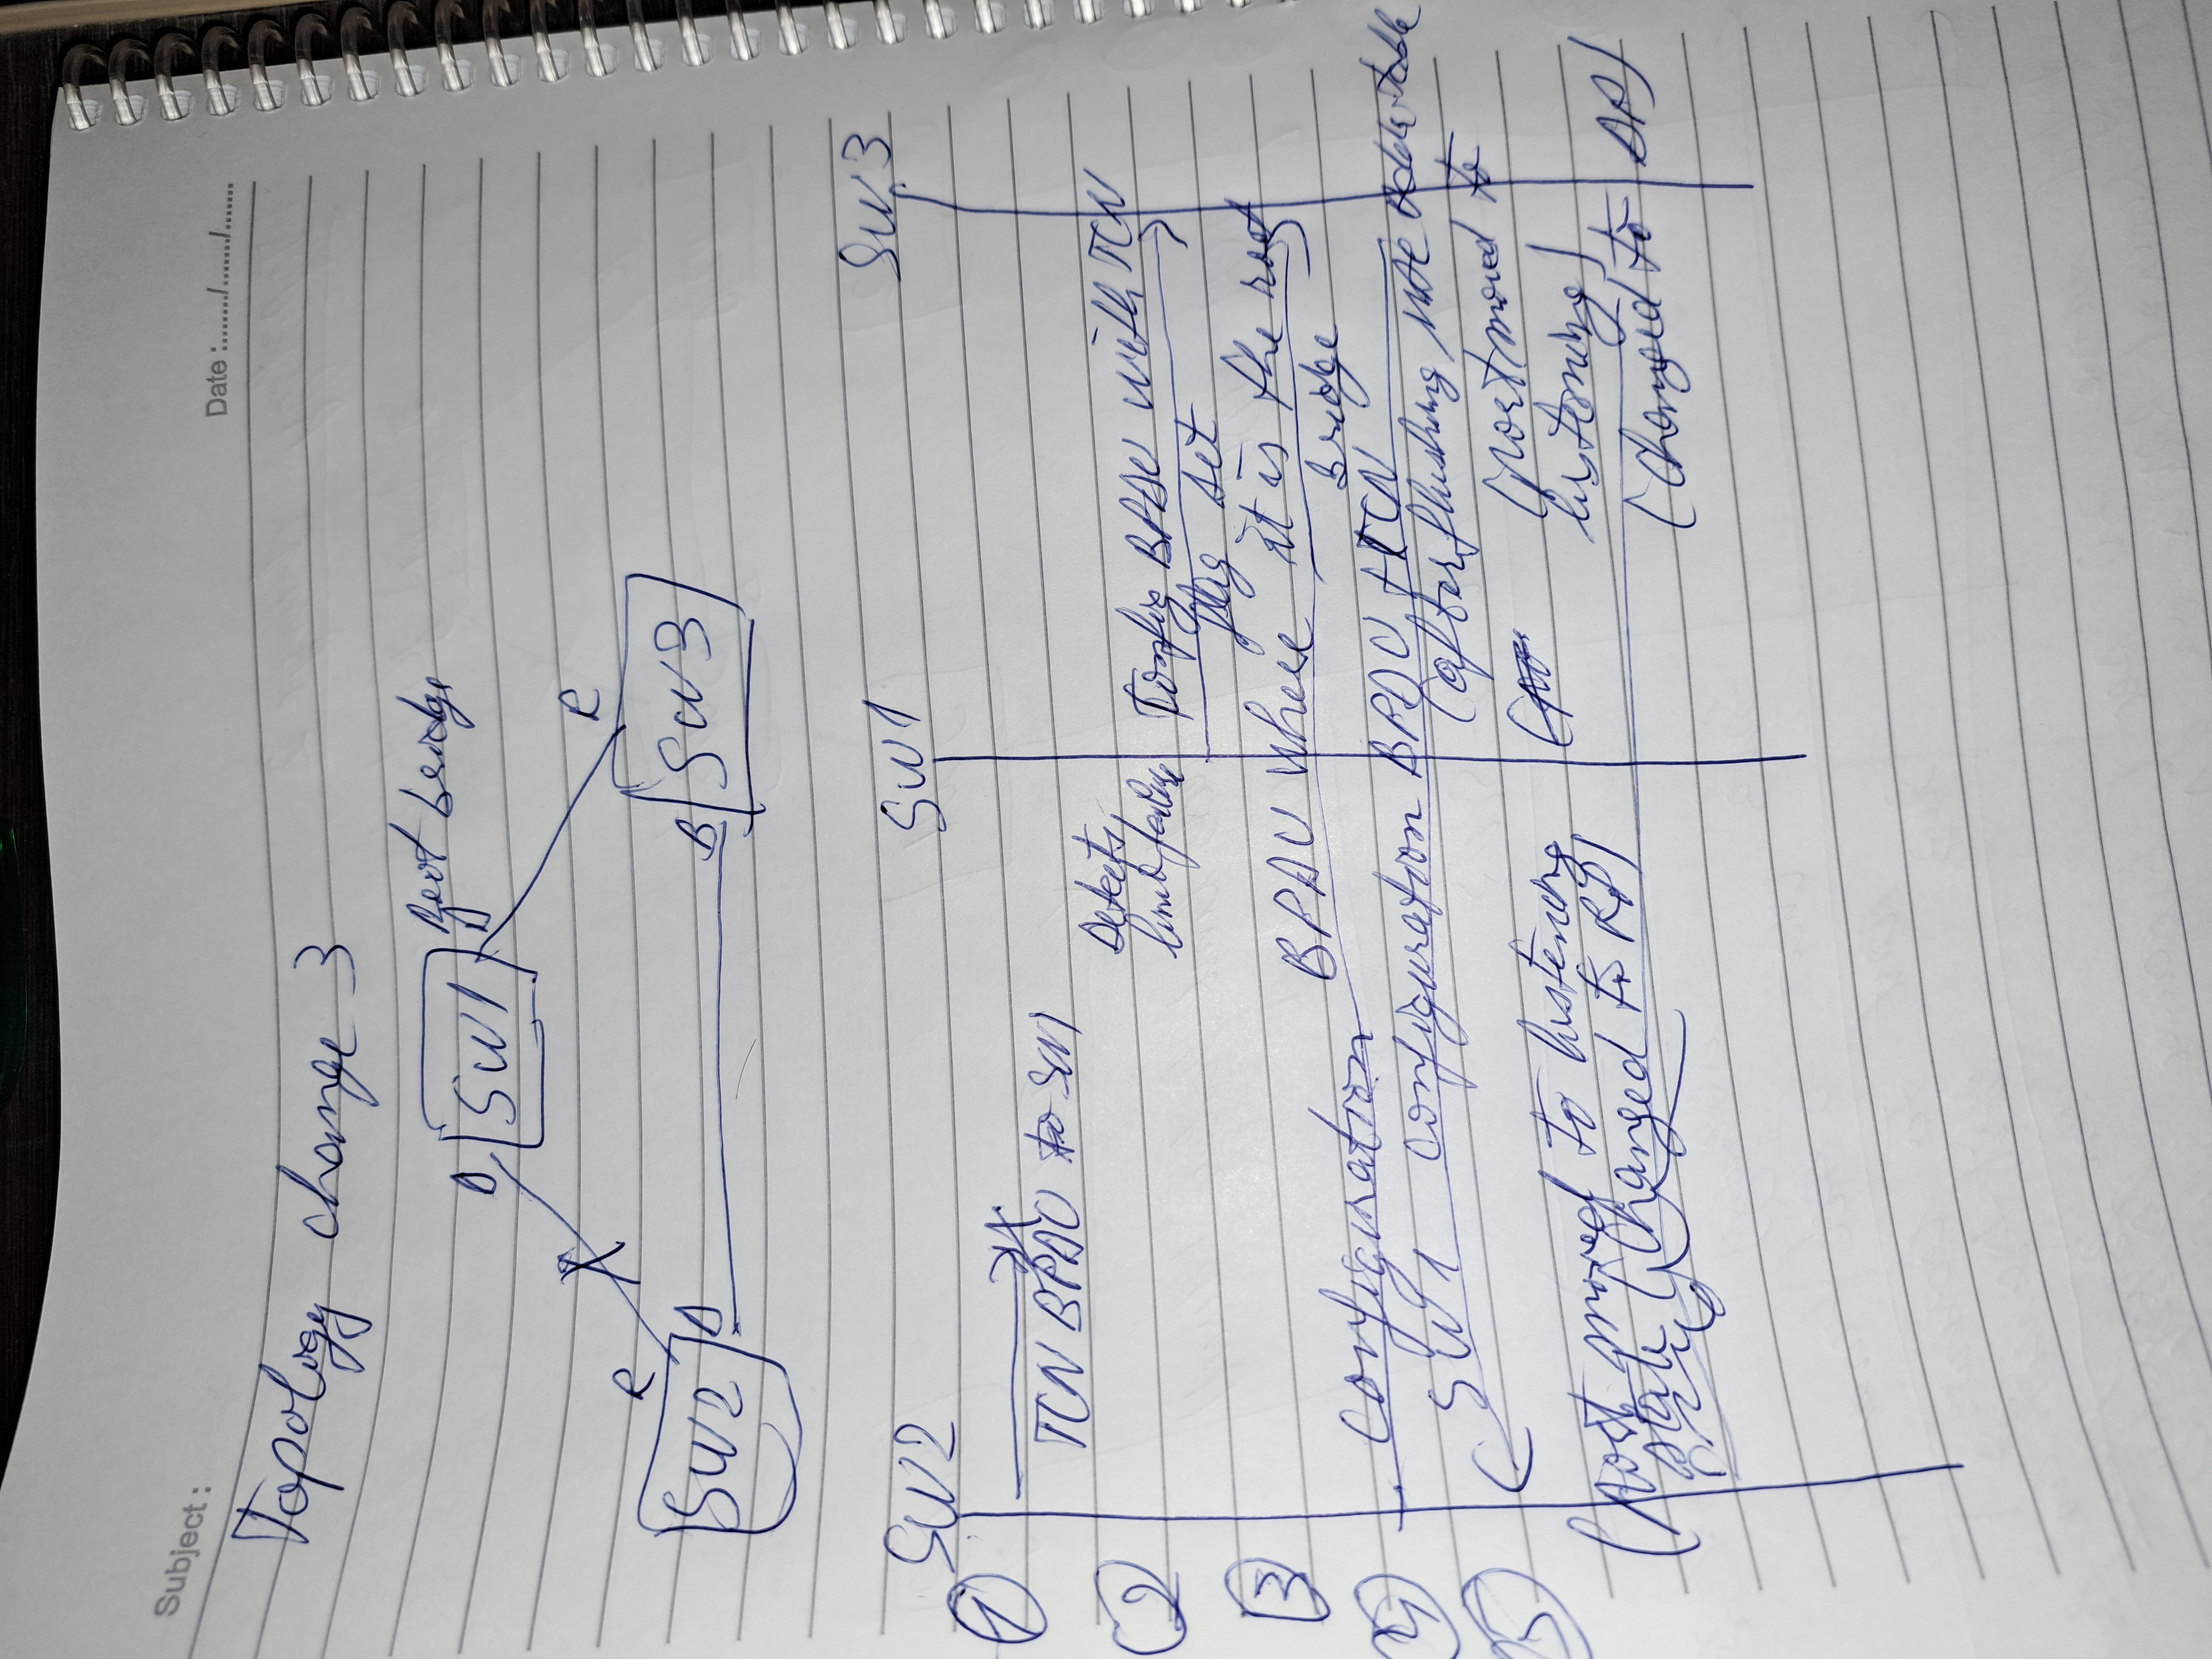 Subject :
Date :......../......../........
Topology change 3
Root bridge
D SW1 D
R
R
SW2 D
B SW3
SW2 SW1 SW3
1
TCN BPDU to SW1
2
Detects
link failure
Config BPDU with TCN
flag set
3
configuration BPDU where it is the root
bridge
4
SW1 configuration BPDU + TCN
(after flushing MAC table
5
(port moved to
listening)
(port moved to listening
state (Changed to RP)
(Changed to DP)